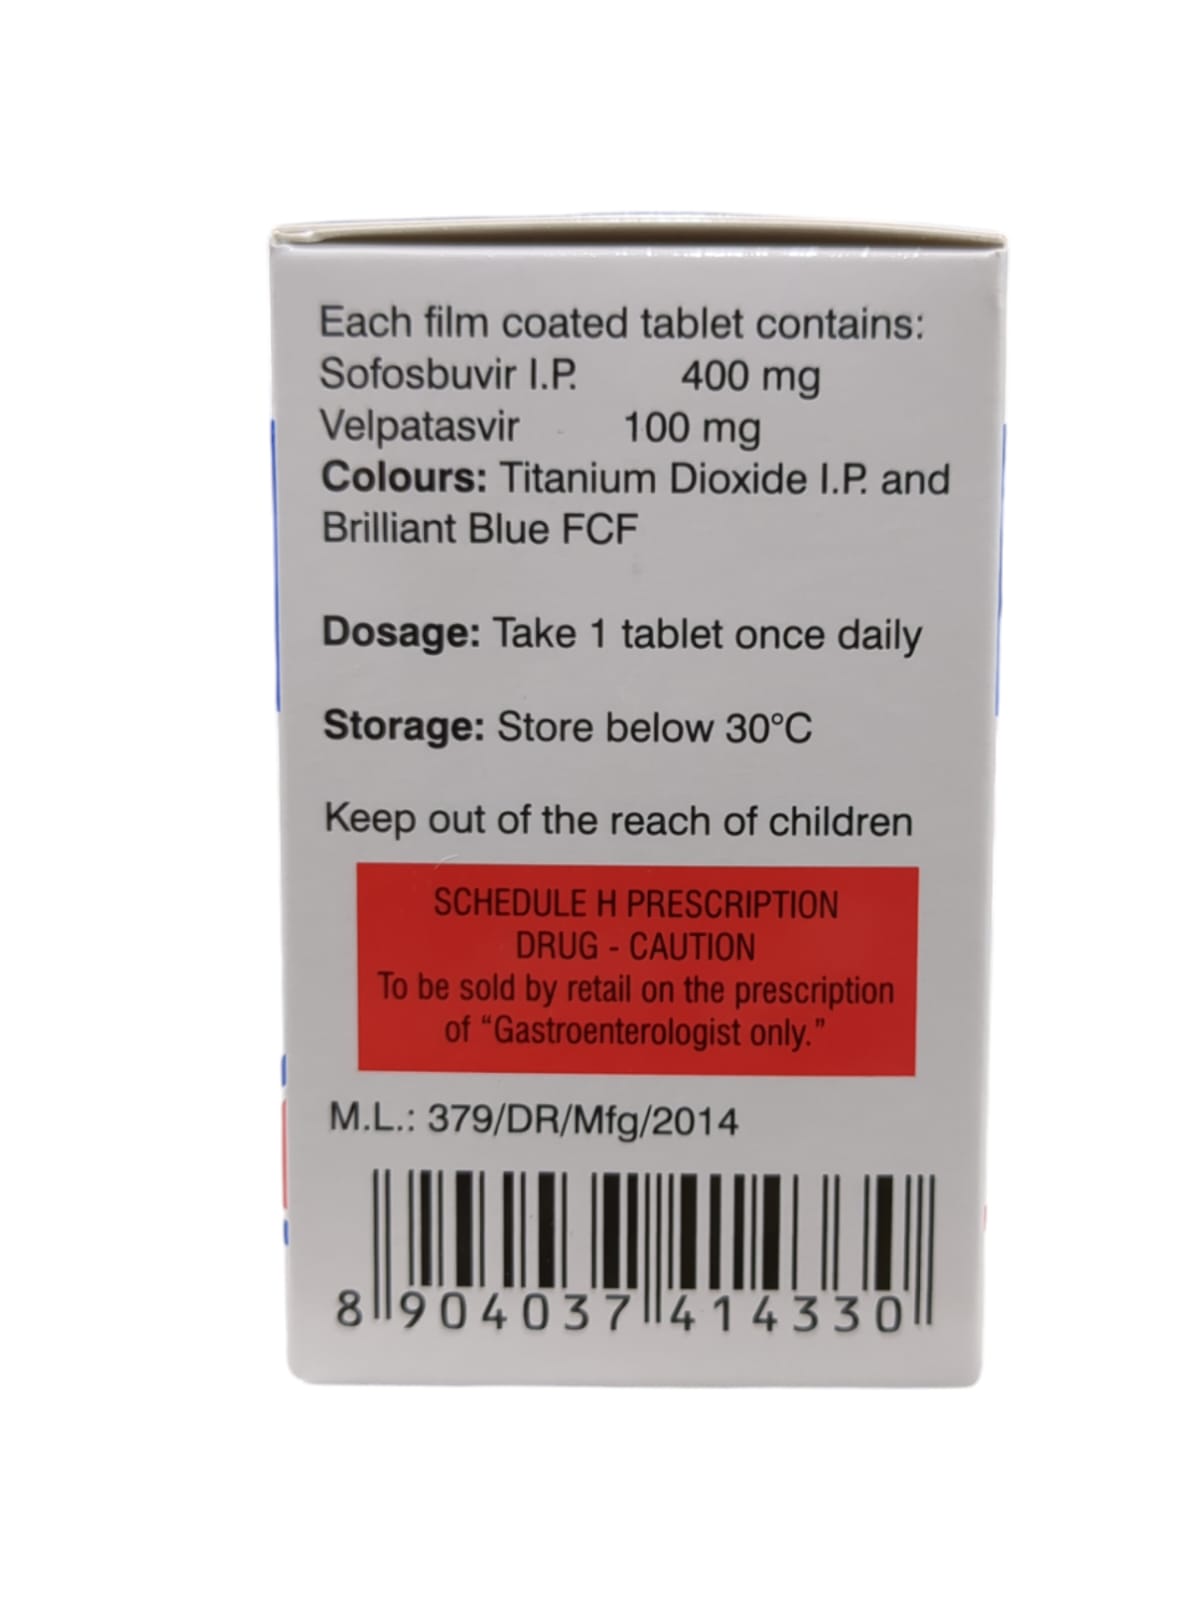 Each film coated tablet contains:
Sofosbuvir I.P. 400 mg
Velpatasvir 100 mg
Colours: Titanium Dioxide I.P. and
Brilliant Blue FCF
Dosage: Take 1 tablet once daily
Storage: Store below 30°C
Keep out of the reach of children
SCHEDULE H PRESCRIPTION
DRUG - CAUTION
To be sold by retail on the prescription
of “Gastroenterologist only.”
M.L.: 379/DR/Mfg/2014
8 904037 414330